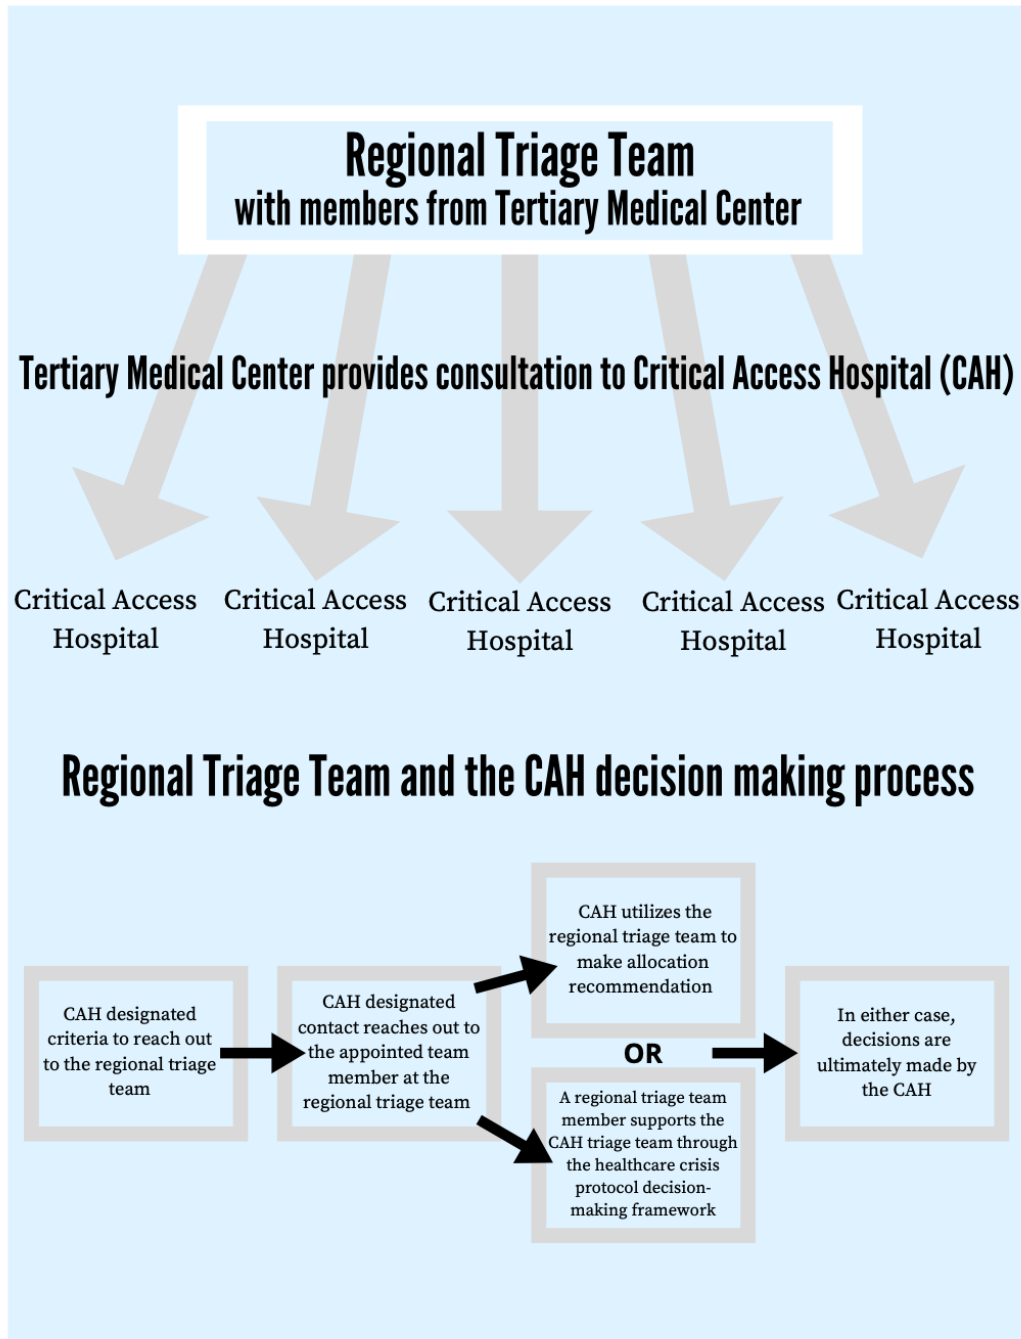 Regional Triage Team
with members from Tertiary Medical Center
Tertiary Medical Center provides consultation to Critical Access Hospital (CAH)
Critical Access
Hospital
Critical Access
Hospital
Critical Access
Hospital
Critical Access
Hospital
Critical Access
Hospital
Regional Triage Team and the CAH decision making process
CAH designated
criteria to reach out
to the regional triage
team
CAH designated
contact reaches out to
the appointed team
member at the
regional triage team
CAH utilizes the
regional triage team to
make allocation
recommendation
OR
A regional triage team
member supports the
CAH triage team through
the healthcare crisis
protocol decision-
making framework
In either case,
decisions are
ultimately made by
the CAH